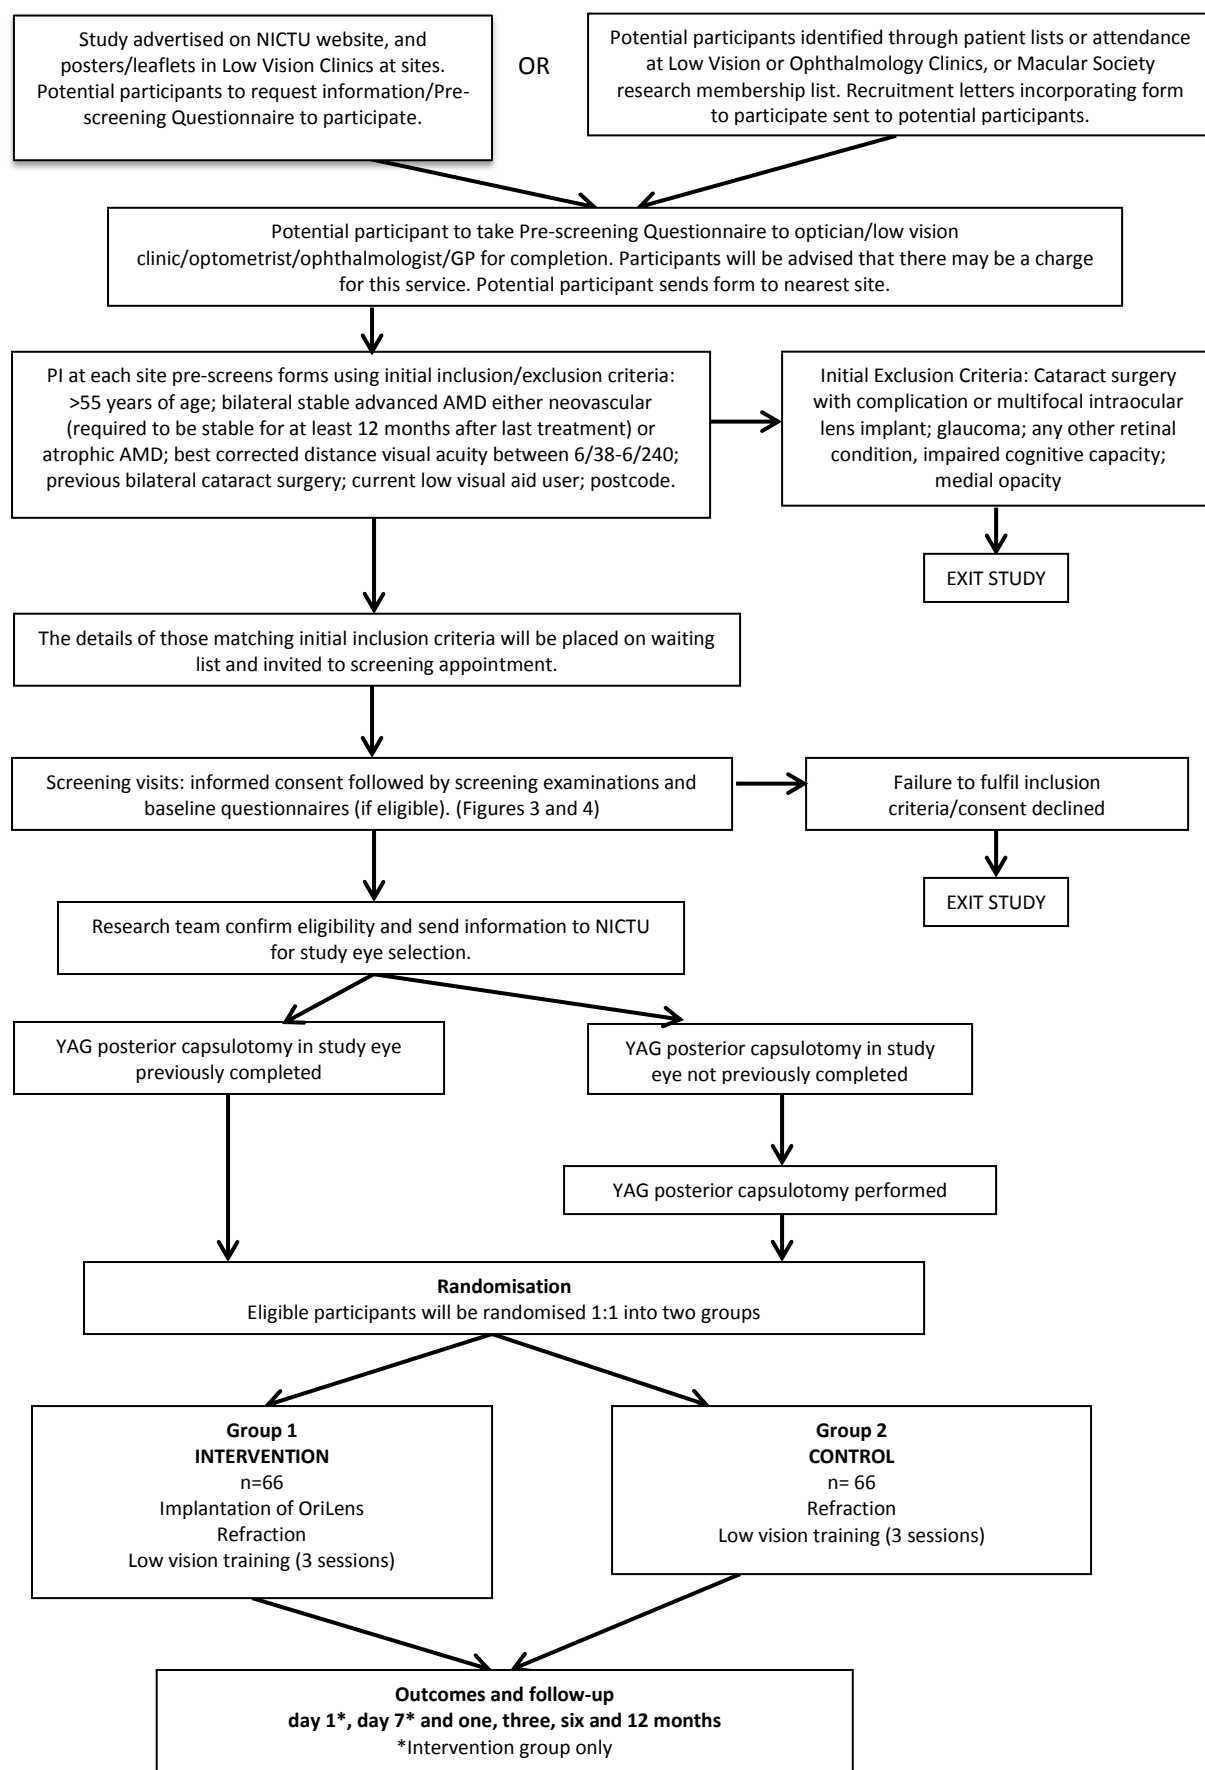 Study advertised on NICTU website, and
posters/leaflets in Low Vision Clinics at sites.
Potential participants to request information/Pre-
screening Questionnaire to participate.
OR
Potential participants identified through patient lists or attendance
at Low Vision or Ophthalmology Clinics, or Macular Society
research membership list. Recruitment letters incorporating form
to participate sent to potential participants.
Potential participant to take Pre-screening Questionnaire to optician/low vision
clinic/optometrist/ophthalmologist/GP for completion. Participants will be advised that there may be a charge
for this service. Potential participant sends form to nearest site.
PI at each site pre-screens forms using initial inclusion/exclusion criteria:
>55 years of age; bilateral stable advanced AMD either neovascular
(required to be stable for at least 12 months after last treatment) or
atrophic AMD; best corrected distance visual acuity between 6/38-6/240;
previous bilateral cataract surgery; current low visual aid user; postcode.
Initial Exclusion Criteria: Cataract surgery
with complication or multifocal intraocular
lens implant; glaucoma; any other retinal
condition, impaired cognitive capacity;
medial opacity
EXIT STUDY
The details of those matching initial inclusion criteria will be placed on waiting
list and invited to screening appointment.
Screening visits: informed consent followed by screening examinations and
baseline questionnaires (if eligible). (Figures 3 and 4)
Failure to fulfil inclusion
criteria/consent declined
EXIT STUDY
Research team confirm eligibility and send information to NICTU
for study eye selection.
YAG posterior capsulotomy in study eye
previously completed
YAG posterior capsulotomy in study
eye not previously completed
YAG posterior capsulotomy performed
Randomisation
Eligible participants will be randomised 1:1 into two groups
Group 1
INTERVENTION
n=66
Implantation of OriLens
Refraction
Low vision training (3 sessions)
Group 2
CONTROL
n= 66
Refraction
Low vision training (3 sessions)
Outcomes and follow-up
day 1*, day 7* and one, three, six and 12 months
*Intervention group only